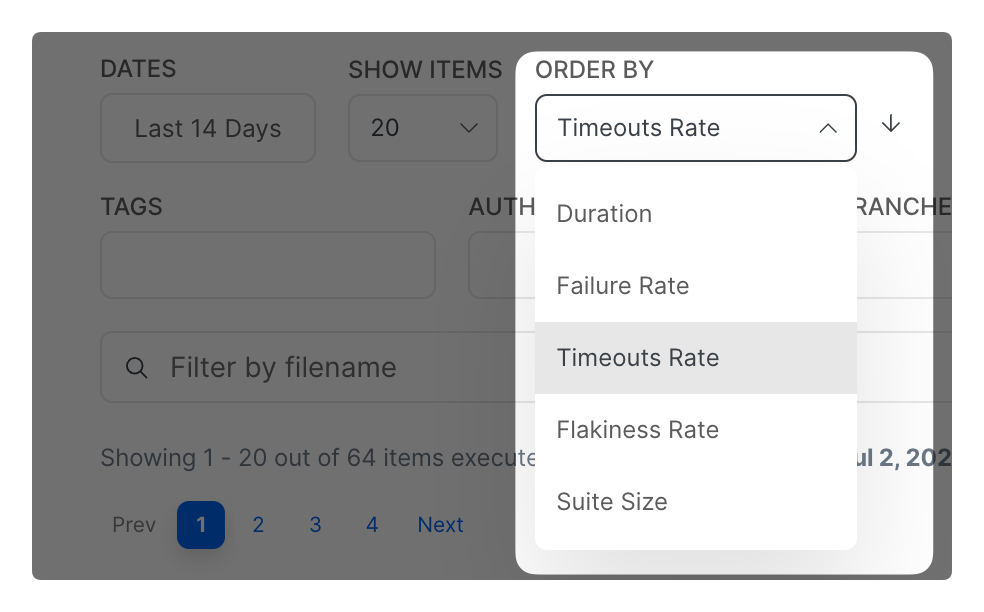 DATES SHOW ITEMS ORDER BY
Last 14 Days 20 Timeouts Rate
TAGS AUTH RANCHE
Duration
Failure Rate
Timeouts Rate
Flakiness Rate
Suite Size
Filter by filename
Showing 1 - 20 out of 64 items execute ul 2, 202
Prev 1 2 3 4 Next